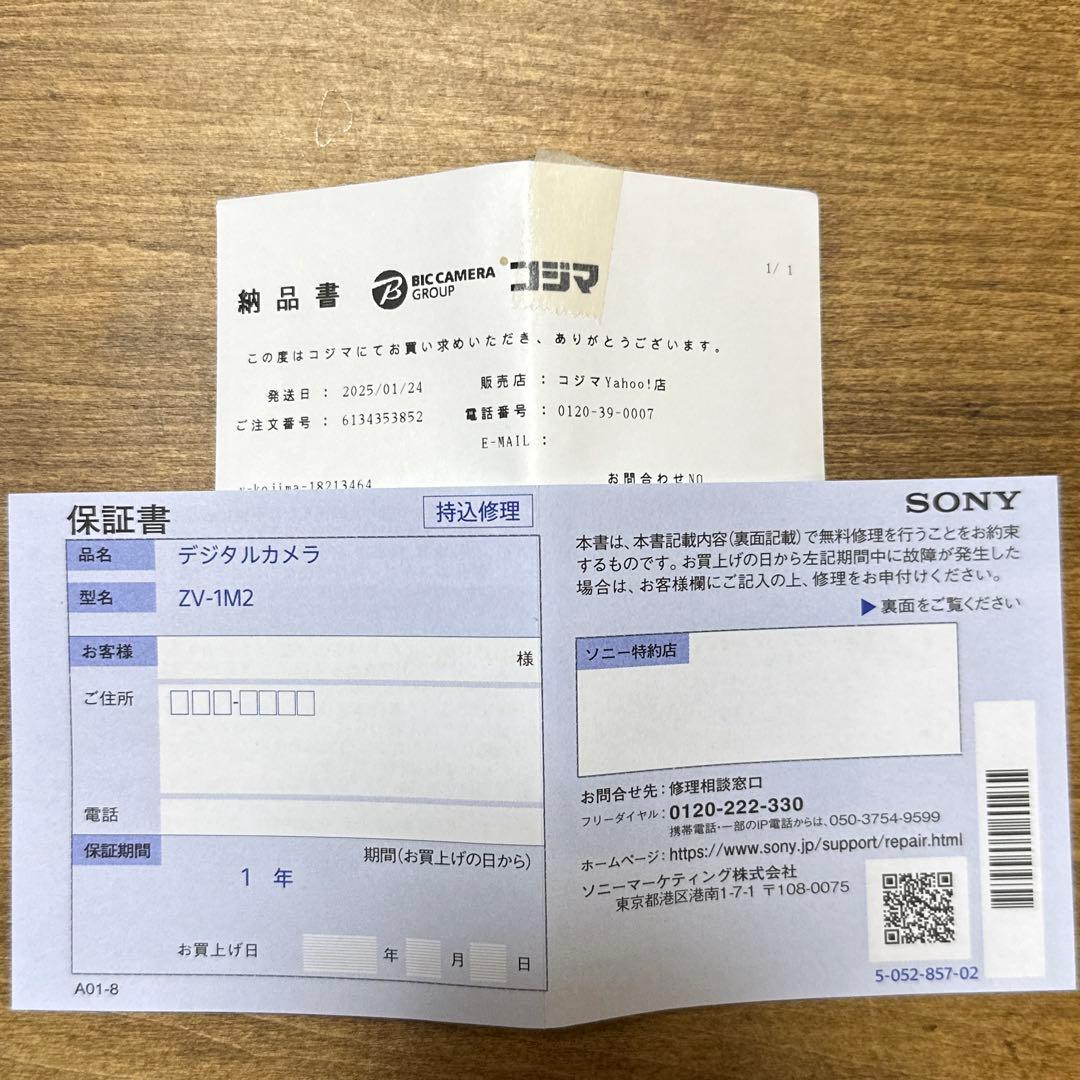 納品書 BIC CAMERA GROUP コジマ
1/ 1
この度はコジマにてお買い求めいただき、ありがとうございます。
発送日 : 2025/01/24
ご注文番号 : 6134353852
販売店 : コジマYahoo!店
電話番号 : 0120-39-0007
E-MAIL :
y-kojima-18213464
お問合わせNO
保証書
持込修理
品名 デジタルカメラ
型名 ZV-1M2
お客様 様
ご住所
電話
保証期間
期間(お買上げの日から)
1 年
お買上げ日 年 月 日
A01-8
SONY
本書は、本書記載内容(裏面記載)で無料修理を行うことをお約束
するものです。お買上げの日から左記期間中に故障が発生した
場合は、お客様欄にご記入の上、修理をお申付けください。
▶裏面をご覧ください
ソニー特約店
お問合せ先:修理相談窓口
フリーダイヤル:0120-222-330
携帯電話・一部のIP電話からは、050-3754-9599
ホームページ:https://www.sony.jp/support/repair.html
ソニーマーケティング株式会社
東京都港区港南1-7-1 〒108-0075
5-052-857-02